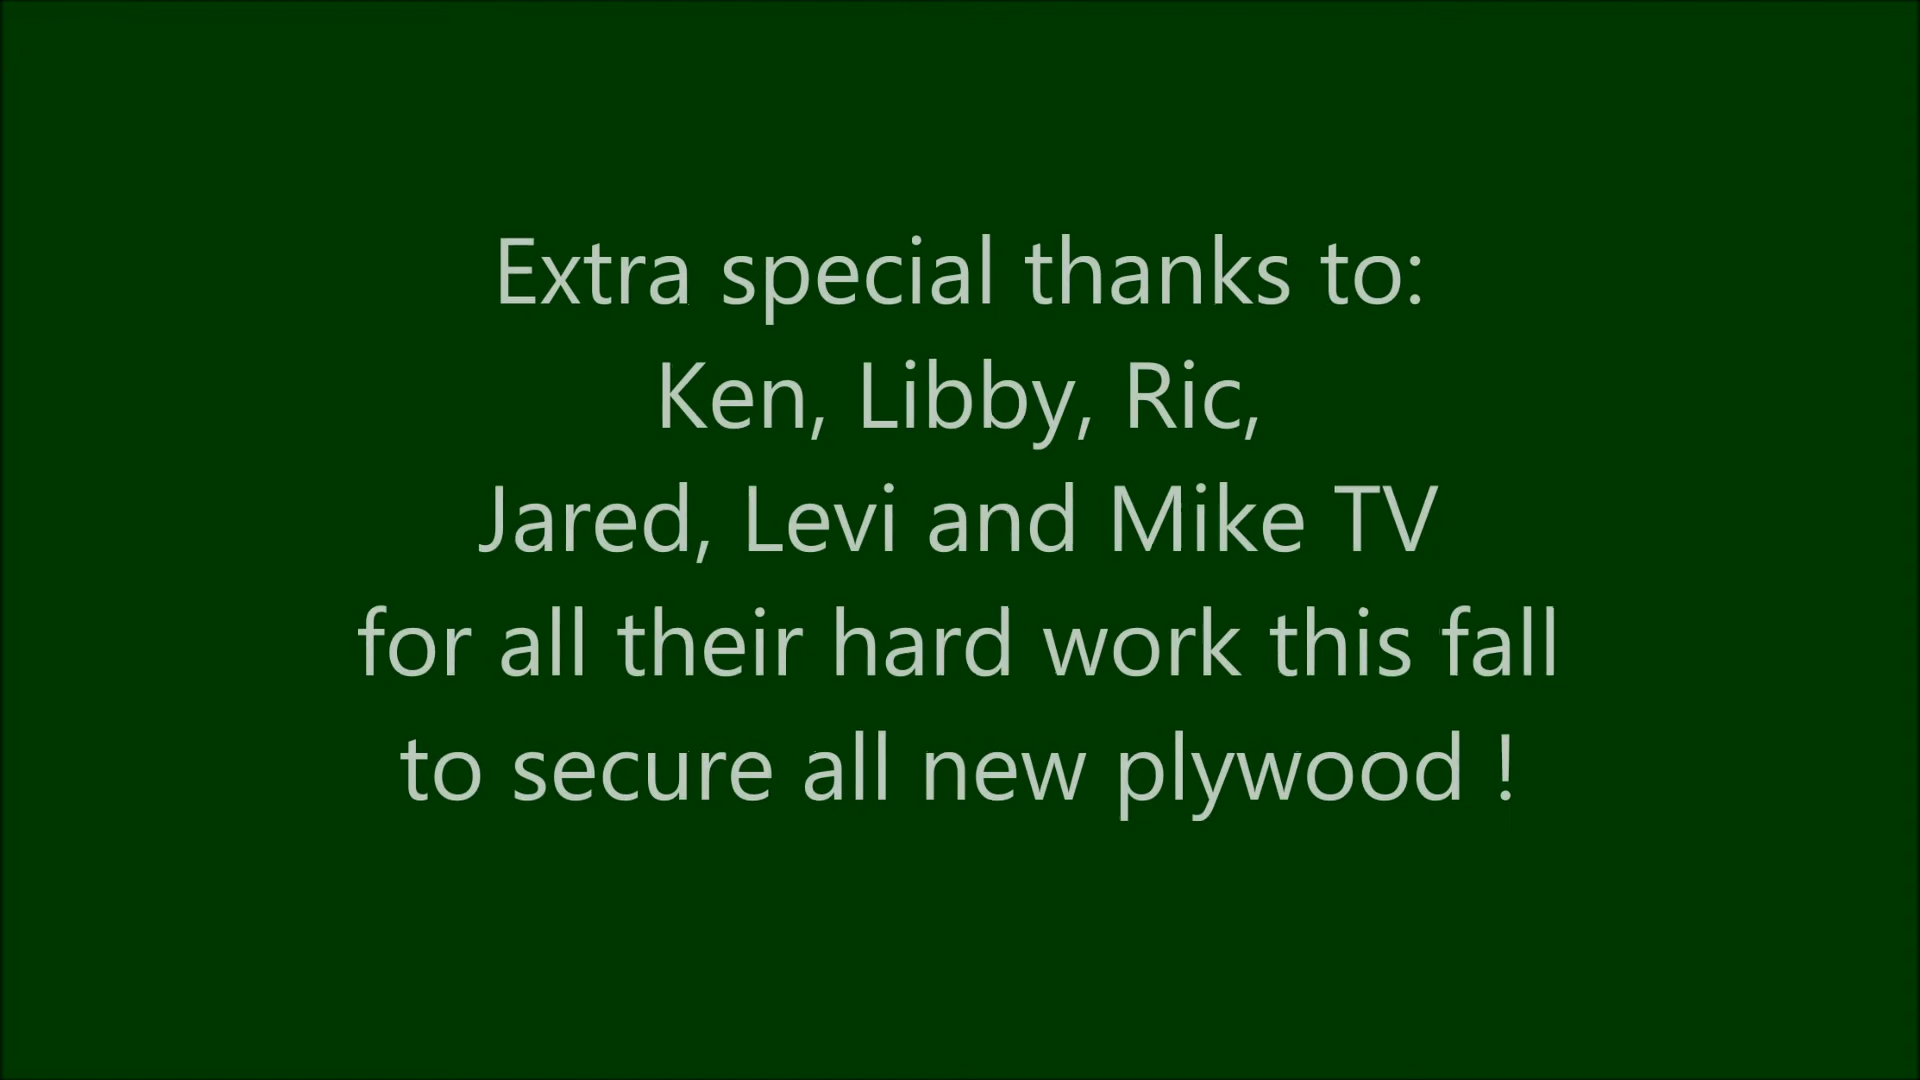 Extra special thanks to:
Ken, Libby, Ric,
Jared, Levi and Mike TV
for all their hard work this fall
to secure all new plywood !